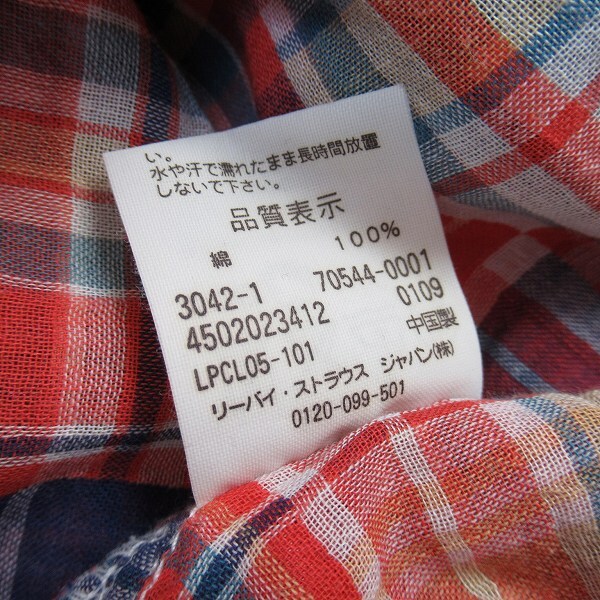 い。
水や汗で濡れたまま長時間放置
しないで下さい。
品質表示
綿 100%
3042-1 70544-0001
4502023412 0109
LPCL05-101 中国製
リーバイ・ストラウス ジャパン(株)
0120-099-501